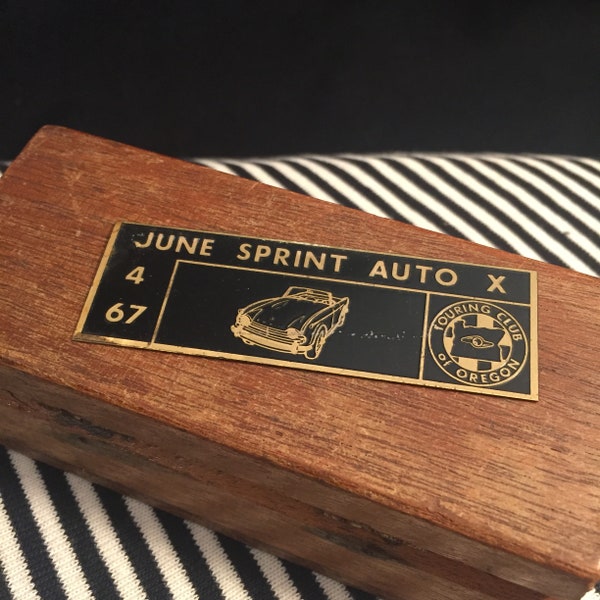 JUNE SPRINT AUTO X
4
67
TOURING CLUB
of OREGON